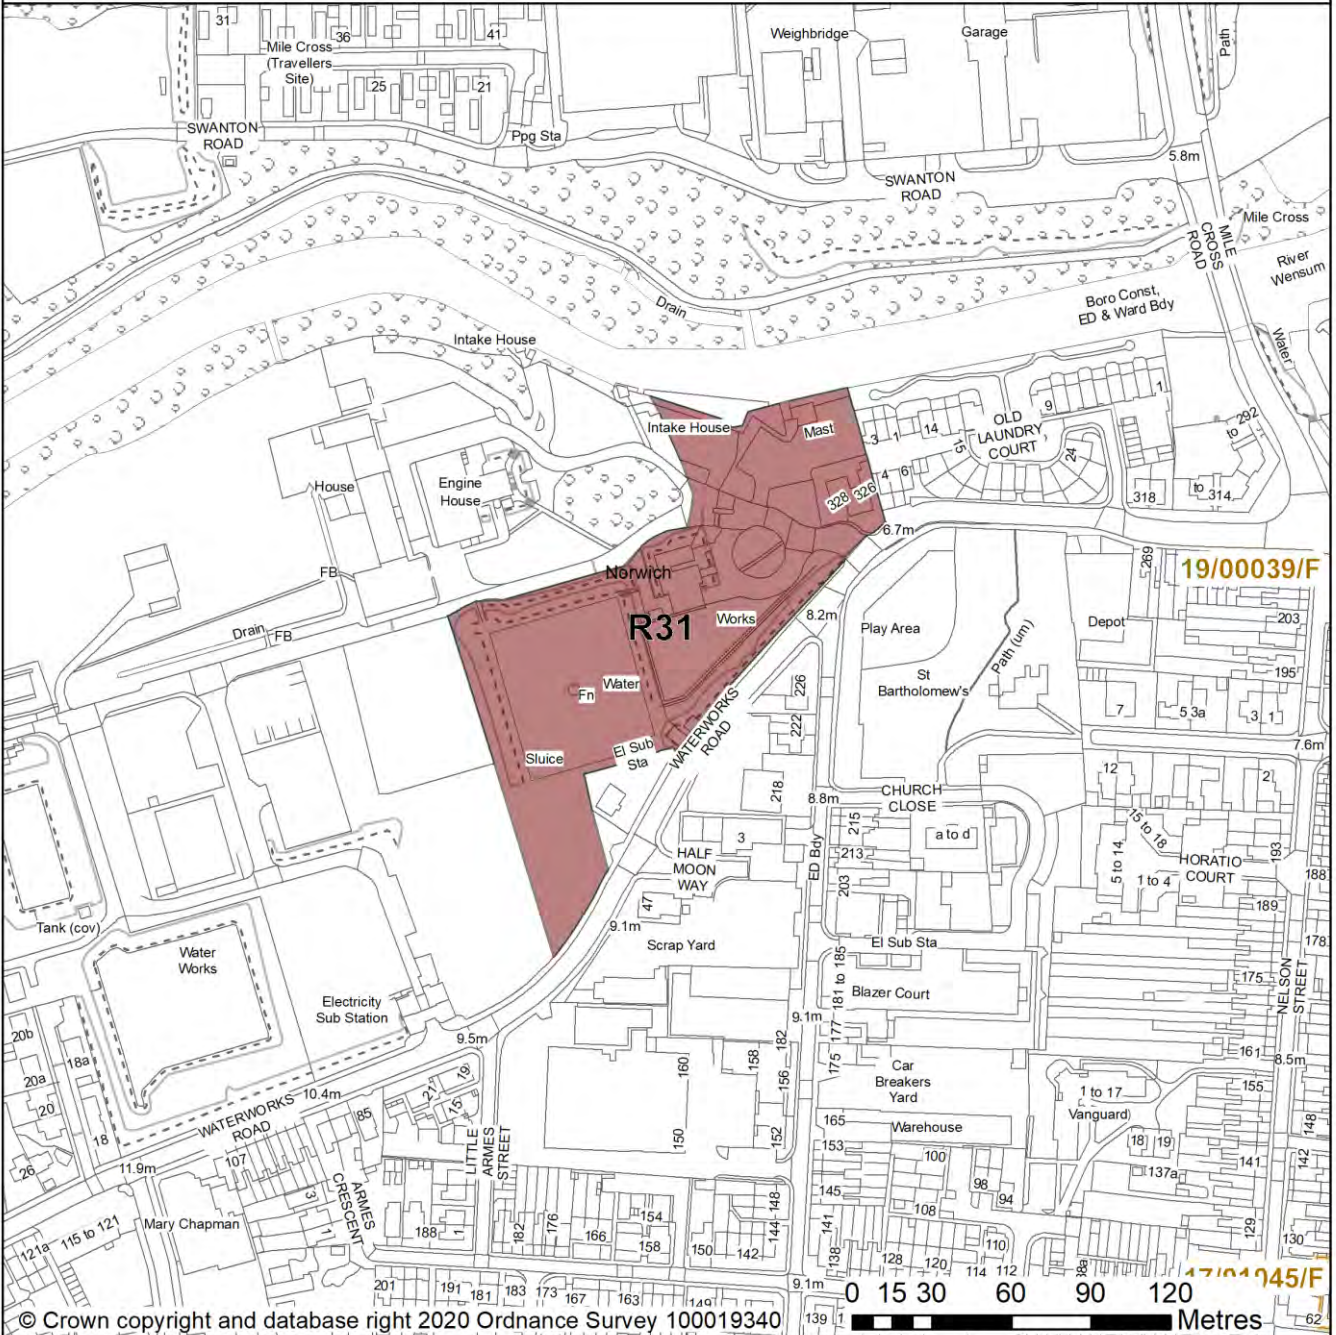 31
36
41
Mile Cross
(Travellers
Site)
25
21
Weighbridge
Garage
Path
SWANTON
ROAD
Ppg Sta
5.8m
SWANTON
ROAD
Mile Cross
MILE
CROSS
ROAD
River
Wensum
Boro Const,
ED & Ward Bdy
Drain
Water
Intake House
Intake House
Mast
3
1
14
15
OLD
LAUNDRY
COURT
9
24
1
292
to
4
6
328
326
318
to
314
House
Engine
House
6.7m
FB
Norwich
269
19/00039/F
Drain
FB
R31
Works
8.2m
Play Area
Path (um)
Depot
203
St
Bartholomew's
195
Fn
Water
226
7
5 3a
3
1
222
WATERWORKS
ROAD
7.6m
Sluice
El Sub
Sta
218
8.8m
CHURCH
CLOSE
12
2
215
a to d
15 to 18
3
ED Bdy
213
5 to 14
193
HALF
MOON
WAY
203
1 to 4
HORATIO
COURT
188
189
47
9.1m
Tank (cov)
Scrap Yard
El Sub Sta
178
Water
Works
181 to 185
175
NELSON
STREET
Blazer Court
Electricity
Sub Station
9.1m
177
20b
9.5m
182
161
8.5m
18a
160
158
175
Car
Breakers
Yard
20a
19
156
1 to 17
155
21
15
10.4m
20
85
Vanguard)
148
WATERWORKS
ROAD
165
18
150
152
Warehouse
18
19
153
142
LITTLE
ARMES
STREET
107
100
141
11.9m
26
137a
98
145
94
3
ARMES
CRESCENT
148
154
108
129
Mary Chapman
115 to 121
1
188
1
182
176
166
144
141
110
130
121a
158
150
142
138
128
120
114
112
88a
17/01045/F
201
191
181
183
173
167
163
149
9.1m
139
1
62
0 15 30 60 90 120
Metres
© Crown copyright and database right 2020 Ordnance Survey 100019340